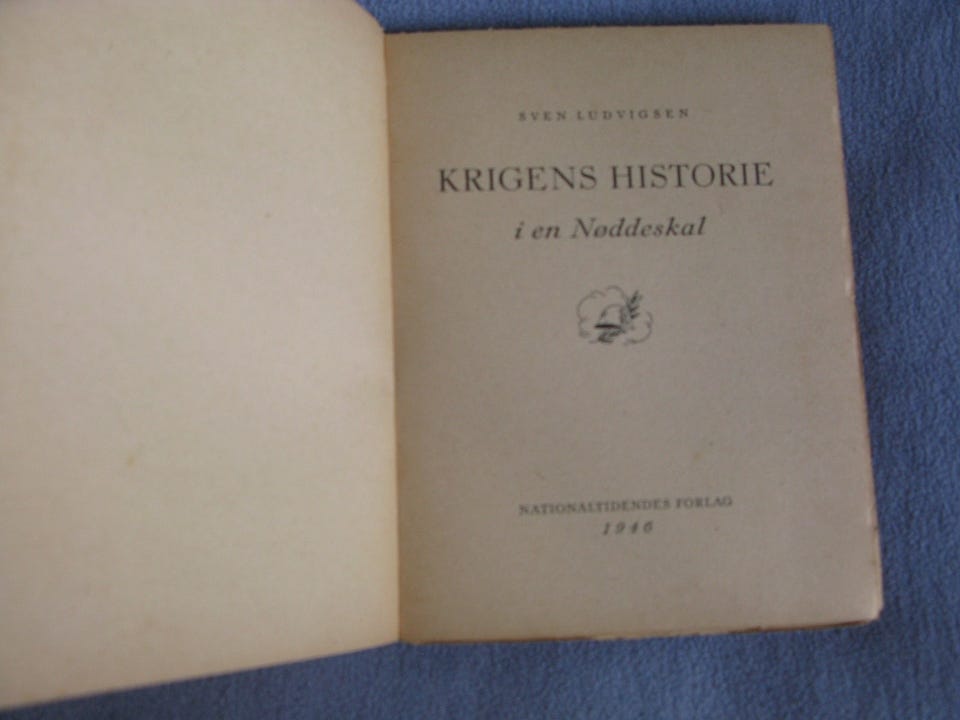 SVEN LUDVIGSEN
KRIGENS HISTORIE
i en Nøddeskal
NATIONALTIDENDES FORLAG
1946